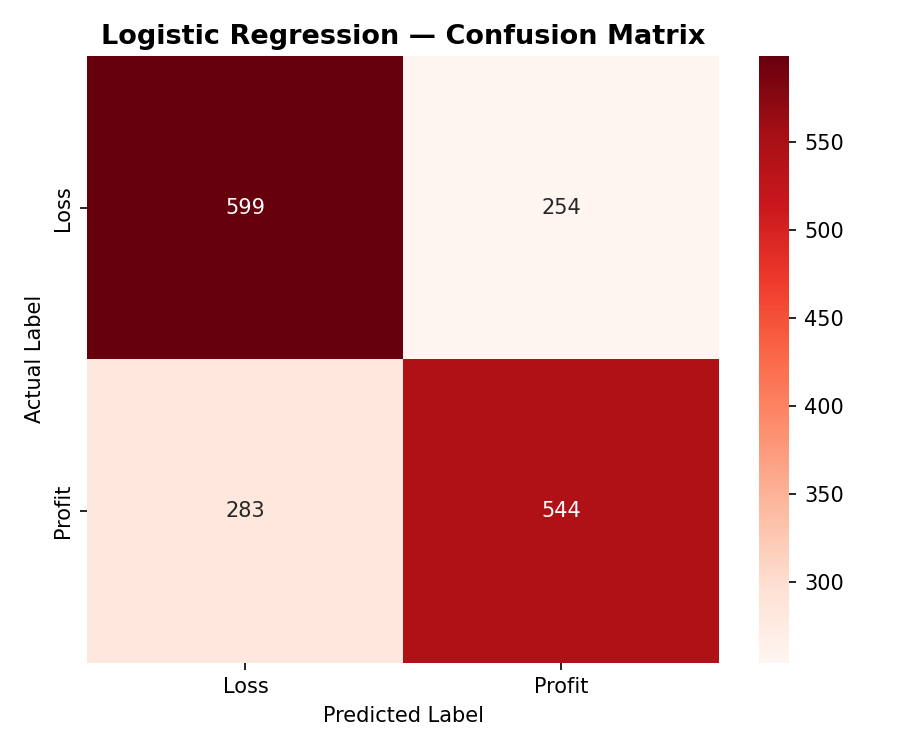 Logistic Regression — Confusion Matrix
Actual Label
Loss
Profit
599
254
283
544
Loss
Profit
Predicted Label
550
500
450
400
350
300